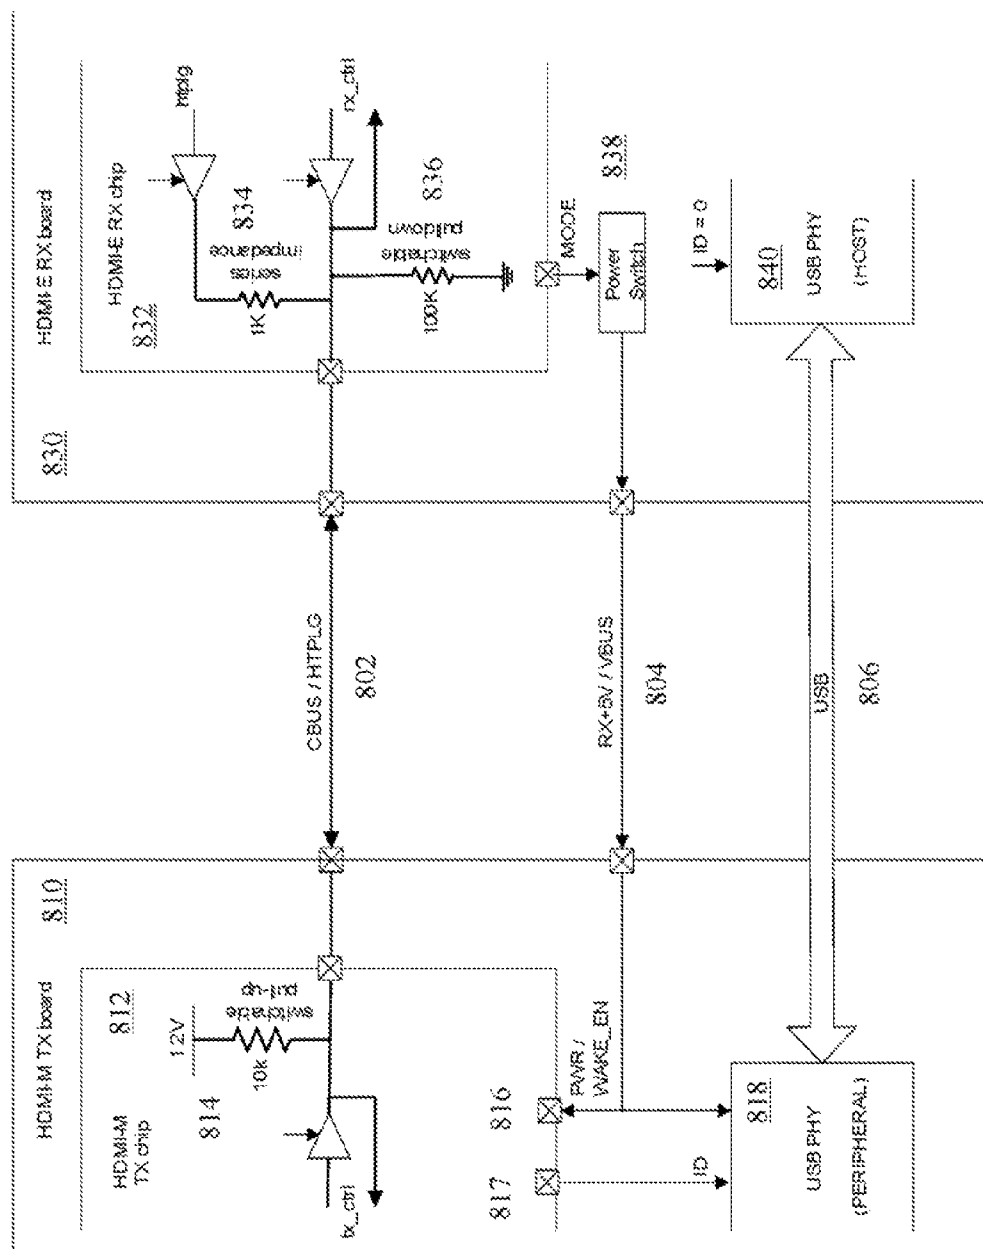 HDMI-M TX board
810
HDMI-M
TX chip
812
12V
10k
switchable
pull-up
814
tx_ctrl
816
817
PWR /
WAKE_EN
ID
818
USB PHY
(PERIPHERAL)
CBUS / HTPLG
802
RX+5V / VBUS
804
USB
806
HDMI-E RX board
830
HDMI-E RX chip
832
htplg
834
series
impedance
1K
rx_ctrl
836
switchable
pulldown
100K
MODE
838
Power
Switch
ID = 0
840
USB PHY
(HOST)